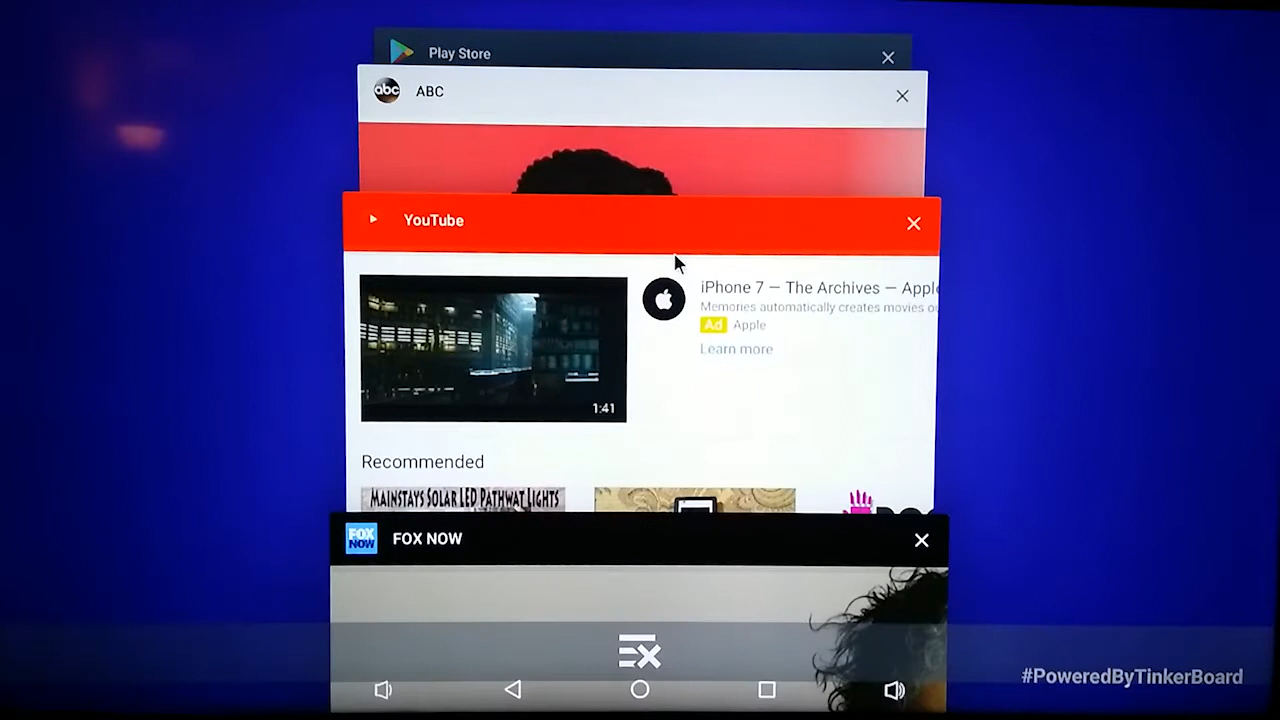 Play Store
abc ABC
YouTube
iPhone 7 — The Archives — Apple
Memories automatically creates movies
Ad Apple
Learn more
1:41
Recommended
MAINSTAYS SOLAR LED PATHWAT LIGHTS
FOX NOW FOX NOW
#PoweredByTinkerBoard